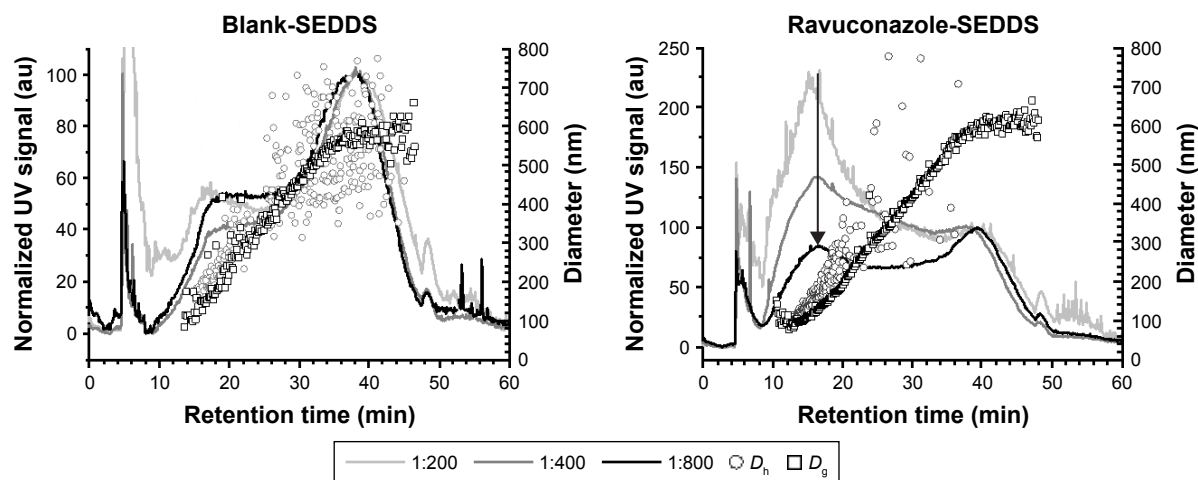 Blank-SEDDS
Normalized UV signal (au)
100
80
60
40
20
0
800
700
600
500
400
300
200
100
0
Diameter (nm)
0 10 20 30 40 50 60
Retention time (min)
Ravuconazole-SEDDS
Normalized UV signal (au)
250
200
150
100
50
0
800
700
600
500
400
300
200
100
0
Diameter (nm)
0 10 20 30 40 50 60
Retention time (min)
1:200 1:400 1:800 Dh Dg